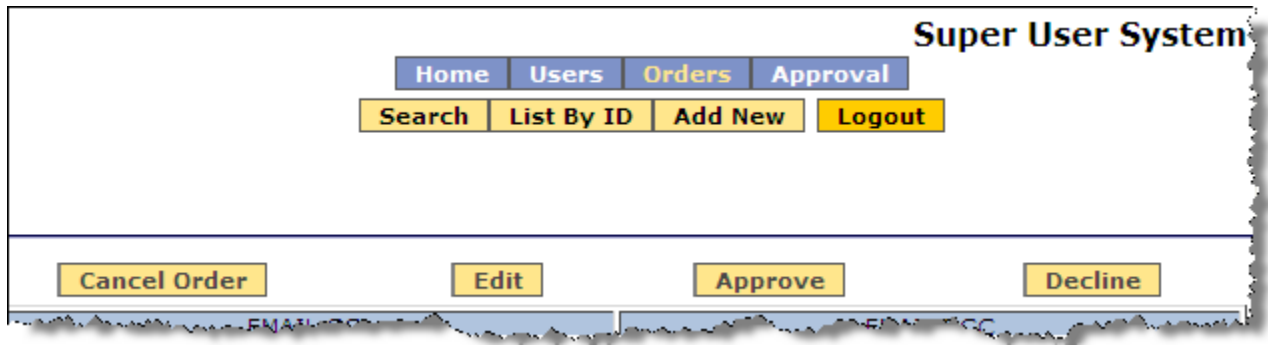 Super User System
Home Users Orders Approval
Search List By ID Add New Logout
Cancel Order Edit Approve Decline